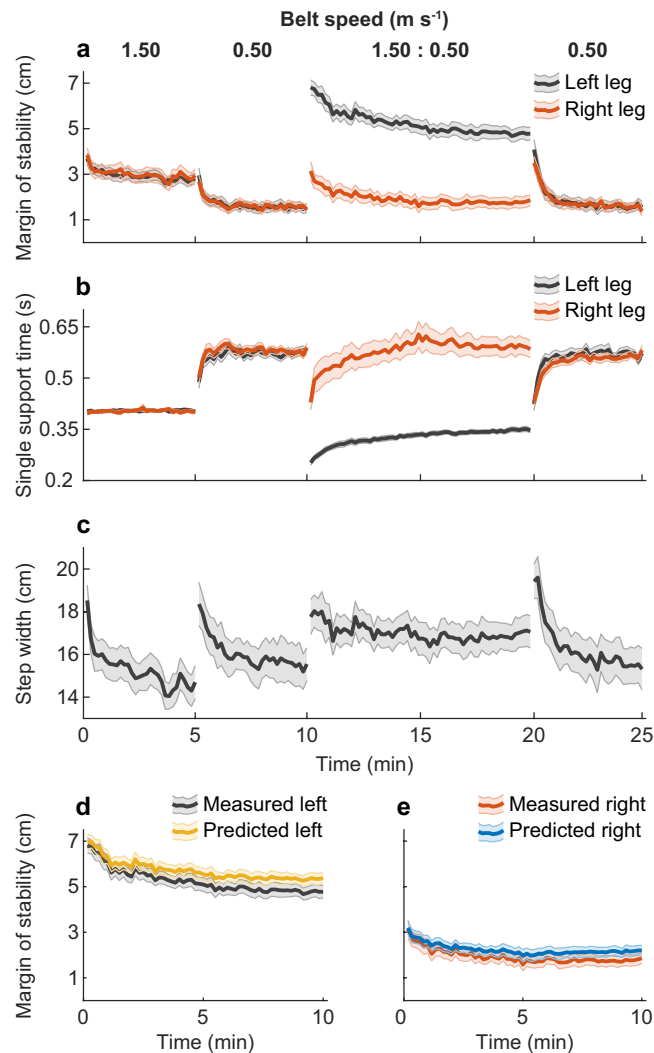 Belt speed (m s⁻¹)
a 1.50 0.50 1.50 : 0.50 0.50
Margin of stability (cm)
7
5
3
1
Left leg
Right leg
b
Single support time (s)
0.65
0.5
0.35
0.2
Left leg
Right leg
c
Step width (cm)
20
18
16
14
0 5 10 15 20 25
Time (min)
d
Measured left
Predicted left
Margin of stability (cm)
7
5
3
1
0 5 10
Time (min)
e
Measured right
Predicted right
7
5
3
1
0 5 10
Time (min)